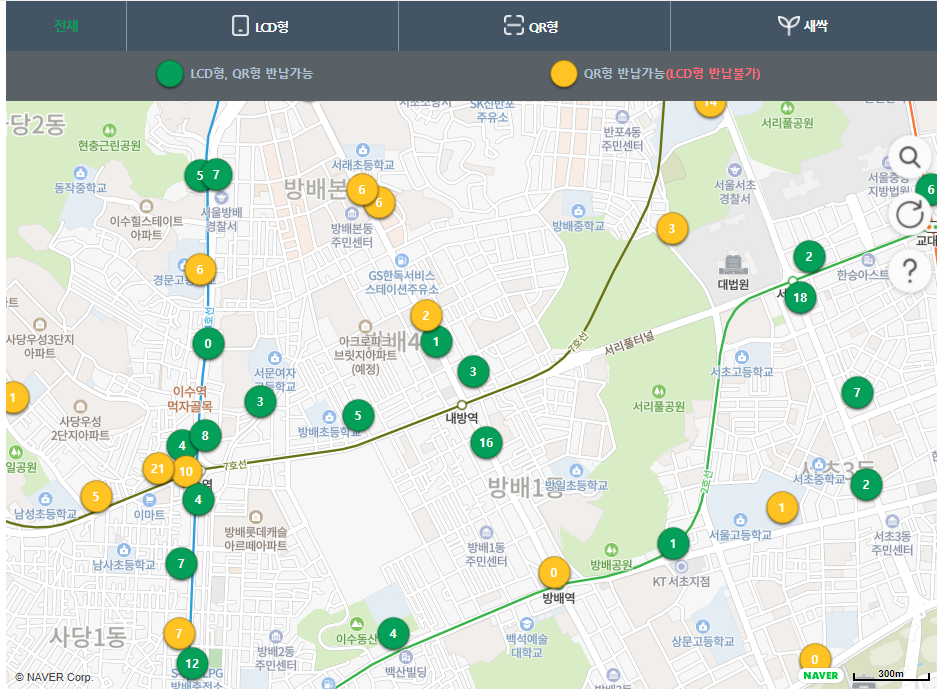 전체
LCD형
QR형
새싹
LCD형, QR형 반납가능
QR형 반납가능(LCD형 반납불가)
14
당2동
주유소
반포4동
주민센터
서리풀공원
현충근린공원
서래초등학교
동작중학교
5
7
방배본
6
6
서울방배
경찰서
서울서초
경찰서
지방법원
6
이수힐스테이트
아파트
방배본동
주민센터
방배중학교
3
교대
경문고
6
GS한독서비스
스테이션주유소
대법원
2
한승아스트
18
2
0
아크로파크
브릿지아파트
(예정)
1
7호선
서리풀터널
사당우성3단지
아파트
서문여자
고등학교
3
서초고등학교
1
이수역
먹자골목
3
서리풀공원
7
사당우성
2단지아파트
8
방배초등학교
5
내방역
16
4
21
10
7호선
일공원
5
4
방배1동
방일초등학교
2호선
서초3동
서초중학교
2
남성초등학교
이마트
1
방배롯데캐슬
아르떼아파트
서울고등학교
서초3동
주민센터
남사초등학교
7
방배1동
주민센터
1
방배공원
0
KT 서초지점
방배역
사당1동
7
이수동산
4
백석예술
대학교
상문고등학교
방배2동
주민센터
12
백산빌딩
0
© NAVER Corp.
방배2동
주민센터
NAVER
300m